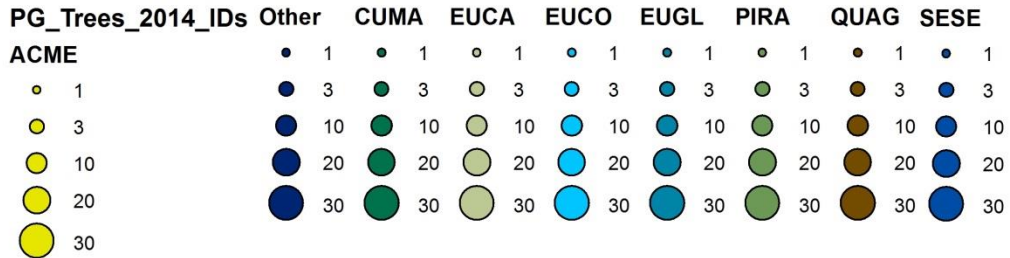 PG_Trees_2014_IDs Other CUMA EUCA EUCO EUGL PIRA QUAG SESE
ACME 1 1 1 1 1 1 1 1
1 3 3 3 3 3 3 3 3
3 10 10 10 10 10 10 10 10
10 20 20 20 20 20 20 20 20
20 30 30 30 30 30 30 30 30
30